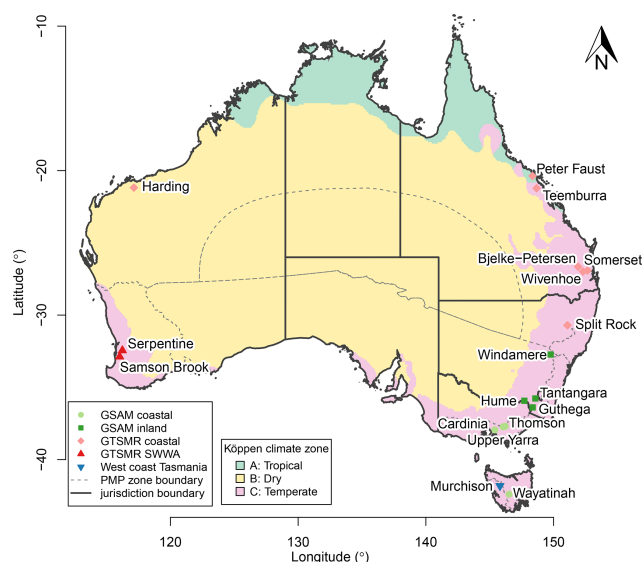 −10
N
Peter Faust
−20
Harding
Teemburra
Bjelke−Petersen
Somerset
Wivenhoe
Latitude (°)
−30
Split Rock
Serpentine
Windamere
Samson Brook
Tantangara
Hume
Guthega
GSAM coastal
GSAM inland
GTSMR coastal
GTSMR SWWA
West coast Tasmania
PMP zone boundary
jurisdiction boundary
Köppen climate zone
A: Tropical
B: Dry
C: Temperate
Cardinia
Thomson
Upper Yarra
−40
Murchison
Wayatinah
120
130
140
150
Longitude (°)